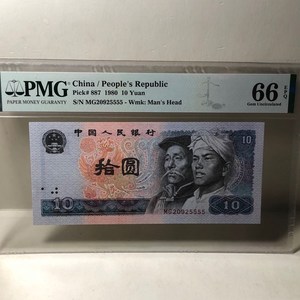 PMG
PAPER MONEY GUARANTY
China / People's Republic
Pick# 887 1980 10 Yuan
S/N MG20925555 - Wmk: Man's Head
66 EPQ
Gem Uncirculated
中国人民银行
10
拾圆
MG20925555
10
10